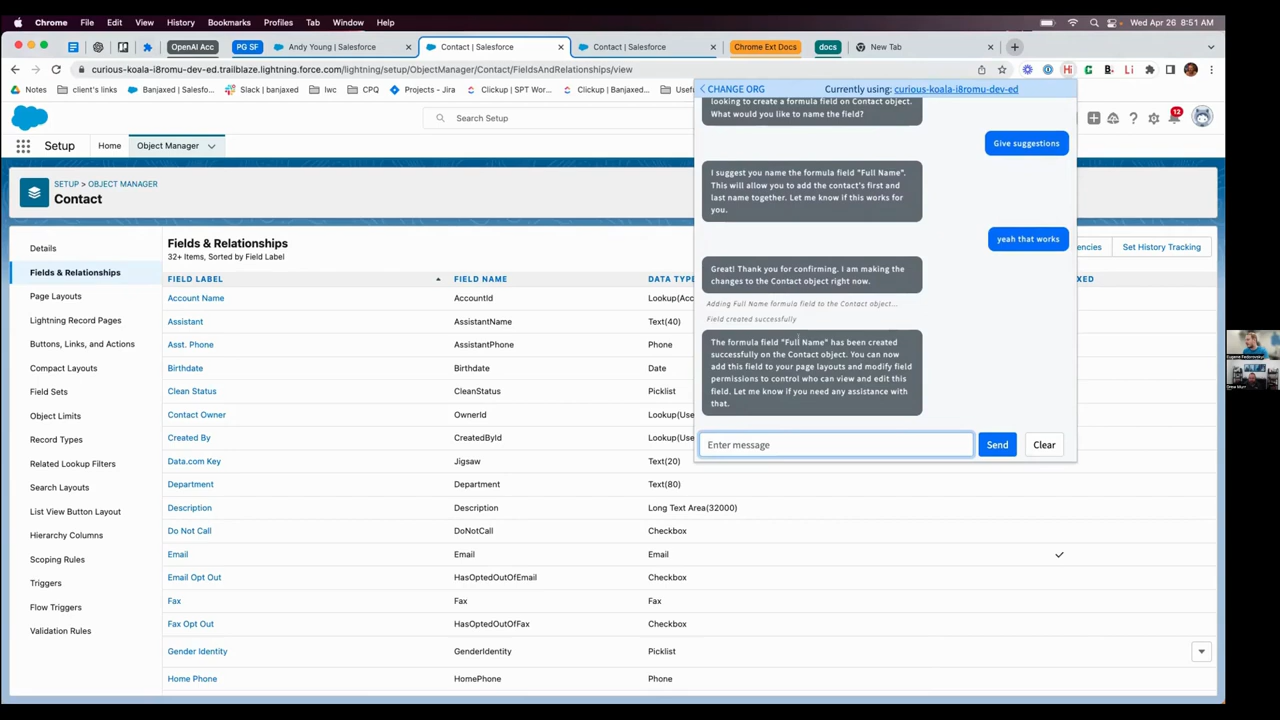 Chrome File Edit View History Bookmarks Profiles Tab Window Help Wed Apr 26 8:51 AM
OpenAI Acc PG SF Andy Young | Salesforce Contact | Salesforce Contact | Salesforce Chrome Ext Docs docs New Tab
curious-koala-i8romu-dev-ed.trailblaze.lightning.force.com/lightning/setup/ObjectManager/Contact/FieldsAndRelationships/view
Notes client's links Banjaxed.... Slack | banjaxed lwc CPQ Projects - Jira Clickup | SPT Wor... Clickup | Banjaxed...
CHANGE ORG Currently using: curious-koala-i8romu-dev-ed
looking to create a formula field on Contact object.
What would you like to name the field?
Search Setup
12
Setup Home Object Manager
Give suggestions
I suggest you name the formula field "Full Name".
This will allow you to add the contact's first and
last name together. Let me know if this works for
you.
SETUP > OBJECT MANAGER
Contact
yeah that works
Great! Thank you for confirming. I am making the
changes to the Contact object right now.
Adding Full Name formula field to the Contact object...
Field created successfully
The formula field "Full Name" has been created
successfully on the Contact object. You can now
add this field to your page layouts and modify field
permissions to control who can view and edit this
field. Let me know if you need any assistance with
that.
Enter message Send Clear
Details
Fields & Relationships
Page Layouts
Lightning Record Pages
Buttons, Links, and Actions
Compact Layouts
Field Sets
Object Limits
Record Types
Related Lookup Filters
Search Layouts
List View Button Layout
Hierarchy Columns
Scoping Rules
Triggers
Flow Triggers
Validation Rules
Fields & Relationships
32+ Items, Sorted by Field Label
Set History Tracking
FIELD LABEL FIELD NAME DATA TYPE
Account Name AccountId Lookup(Acc
Assistant AssistantName Text(40)
Asst. Phone AssistantPhone Phone
Birthdate Birthdate Date
Clean Status CleanStatus Picklist
Contact Owner OwnerId Lookup(Use
Created By CreatedById Lookup(Use
Data.com Key Jigsaw Text(20)
Department Department Text(80)
Description Description Long Text Area(32000)
Do Not Call DoNotCall Checkbox
Email Email Email
Email Opt Out HasOptedOutOfEmail Checkbox
Fax Fax Fax
Fax Opt Out HasOptedOutOfFax Checkbox
Gender Identity GenderIdentity Picklist
Home Phone HomePhone Phone